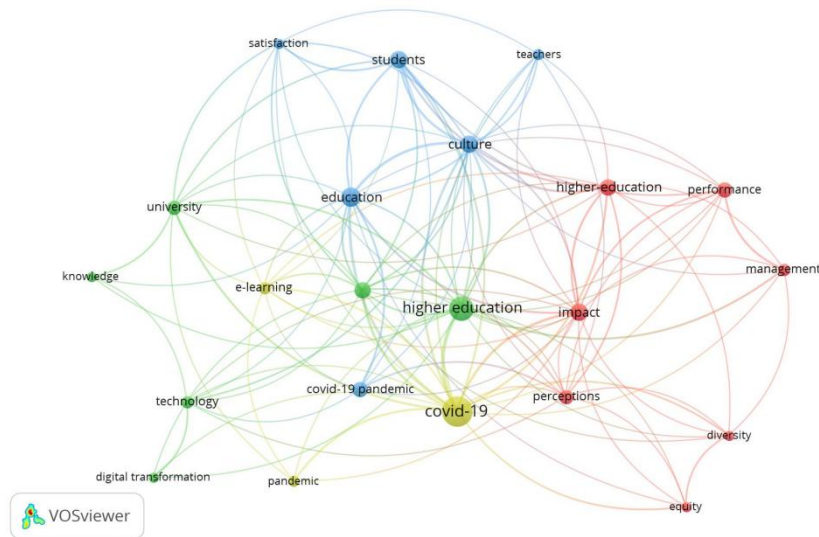 satisfaction
students
teachers
culture
higher-education
performance
education
university
management
knowledge
e-learning
higher education
impact
covid-19 pandemic
perceptions
technology
covid-19
diversity
digital transformation
pandemic
equity
VOSviewer